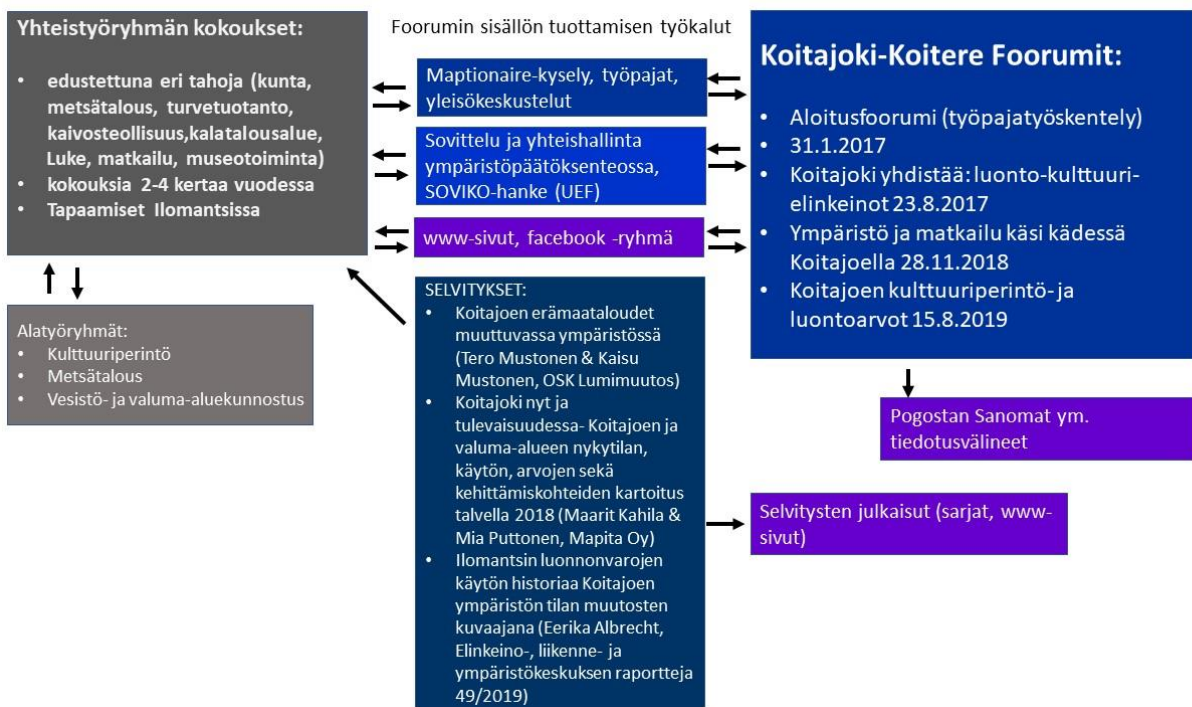 Yhteistyöryhmän kokoukset:
• edustettuna eri tahoja (kunta,
metsätalous, turvetuotanto,
kaivosteollisuus,kalatalousalue,
Luke, matkailu, museotoiminta)
• kokouksia 2-4 kertaa vuodessa
• Tapaamiset Ilomantsissa
Alatyöryhmät:
• Kulttuuriperintö
• Metsätalous
• Vesistö- ja valuma-aluekunnostus
Foorumin sisällön tuottamisen työkalut
Maptionaire-kysely, työpajat,
yleisökeskustelut
Sovittelu ja yhteishallinta
ympäristöpäätöksenteossa,
SOVIKO-hanke (UEF)
www-sivut, facebook -ryhmä
SELVITYKSET:
• Koitajoen erämaataloudet
muuttuvassa ympäristössä
(Tero Mustonen & Kaisu
Mustonen, OSK Lumimuutos)
• Koitajoki nyt ja
tulevaisuudessa- Koitajoen ja
valuma-alueen nykytilan,
käytön, arvojen sekä
kehittämiskohteiden kartoitus
talvella 2018 (Maarit Kahila &
Mia Puttonen, Mapita Oy)
• Ilomantsin luonnonvarojen
käytön historiaa Koitajoen
ympäristön tilan muutosten
kuvaajana (Eerika Albrecht,
Elinkeino-, liikenne- ja
ympäristökeskuksen raportteja
49/2019)
Koitajoki-Koitere Foorumit:
• Aloitusfoorumi (työpajatyöskentely)
• 31.1.2017
• Koitajoki yhdistää: luonto-kulttuuri-
elinkeinot 23.8.2017
• Ympäristö ja matkailu käsi kädessä
Koitajoella 28.11.2018
• Koitajoen kulttuuriperintö- ja
luontoarvot 15.8.2019
Pogostan Sanomat ym.
tiedotusvälineet
Selvitysten julkaisut (sarjat, www-
sivut)